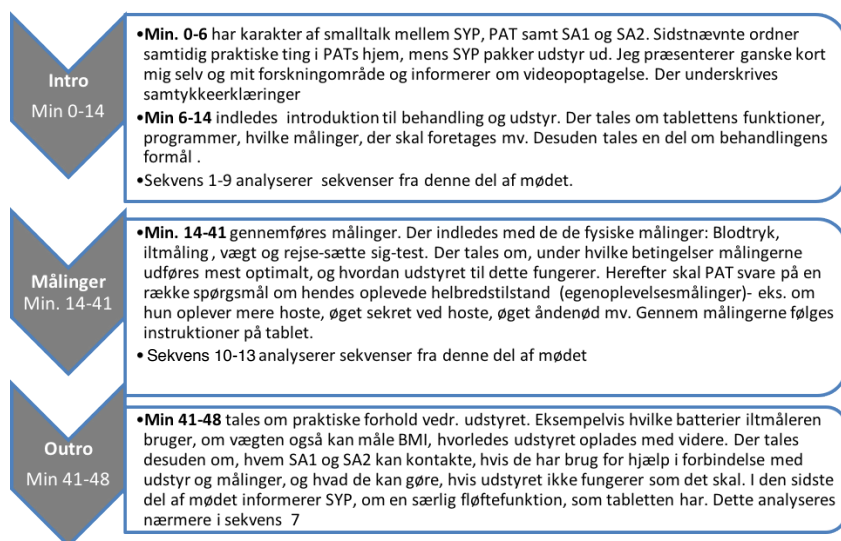 Intro
Min 0-14
•Min. 0-6 har karakter af smalltalk mellem SYP, PAT samt SA1 og SA2. Sidstnævnte ordner
samtidig praktiske ting i PATs hjem, mens SYP pakker udstyr ud. Jeg præsenterer ganske kort
mig selv og mit forskningområde og informerer om videpoptagelse. Der underskrives
samtykkeerklæringer
•Min 6-14 indledes introduktion til behandling og udstyr. Der tales om tablettens funktioner,
programmer, hvilke målinger, der skal foretages mv. Desuden tales en del om behandlingens
formål .
•Sekvens 1-9 analyserer sekvenser fra denne del af mødet.
Målinger
Min. 14-41
•Min. 14-41 gennemføres målinger. Der indledes med de de fysiske målinger: Blodtryk,
iltmåling , vægt og rejse-sætte sig-test. Der tales om, under hvilke betingelser målingerne
udføres mest optimalt, og hvordan udstyret til dette fungerer. Herefter skal PAT svare på en
række spørgsmål om hendes oplevede helbredstilstand (egenoplevelsesmålinger)- eks. om
hun oplever mere hoste, øget sekret ved hoste, øget åndenød mv. Gennem målingerne følges
instruktioner på tablet.
• Sekvens 10-13 analyserer sekvenser fra denne del af mødet
Outro
Min 41-48
•Min 41-48 tales om praktiske forhold vedr. udstyret. Eksempelvis hvilke batterier iltmåleren
bruger, om vægten også kan måle BMI, hvorledes udstyret oplades med videre. Der tales
desuden om, hvem SA1 og SA2 kan kontakte, hvis de har brug for hjælp i forbindelse med
udstyr og målinger, og hvad de kan gøre, hvis udstyret ikke fungerer som det skal. I den sidste
del af mødet informerer SYP, om en særlig fløftefunktion, som tabletten har. Dette analyseres
nærmere i sekvens 7